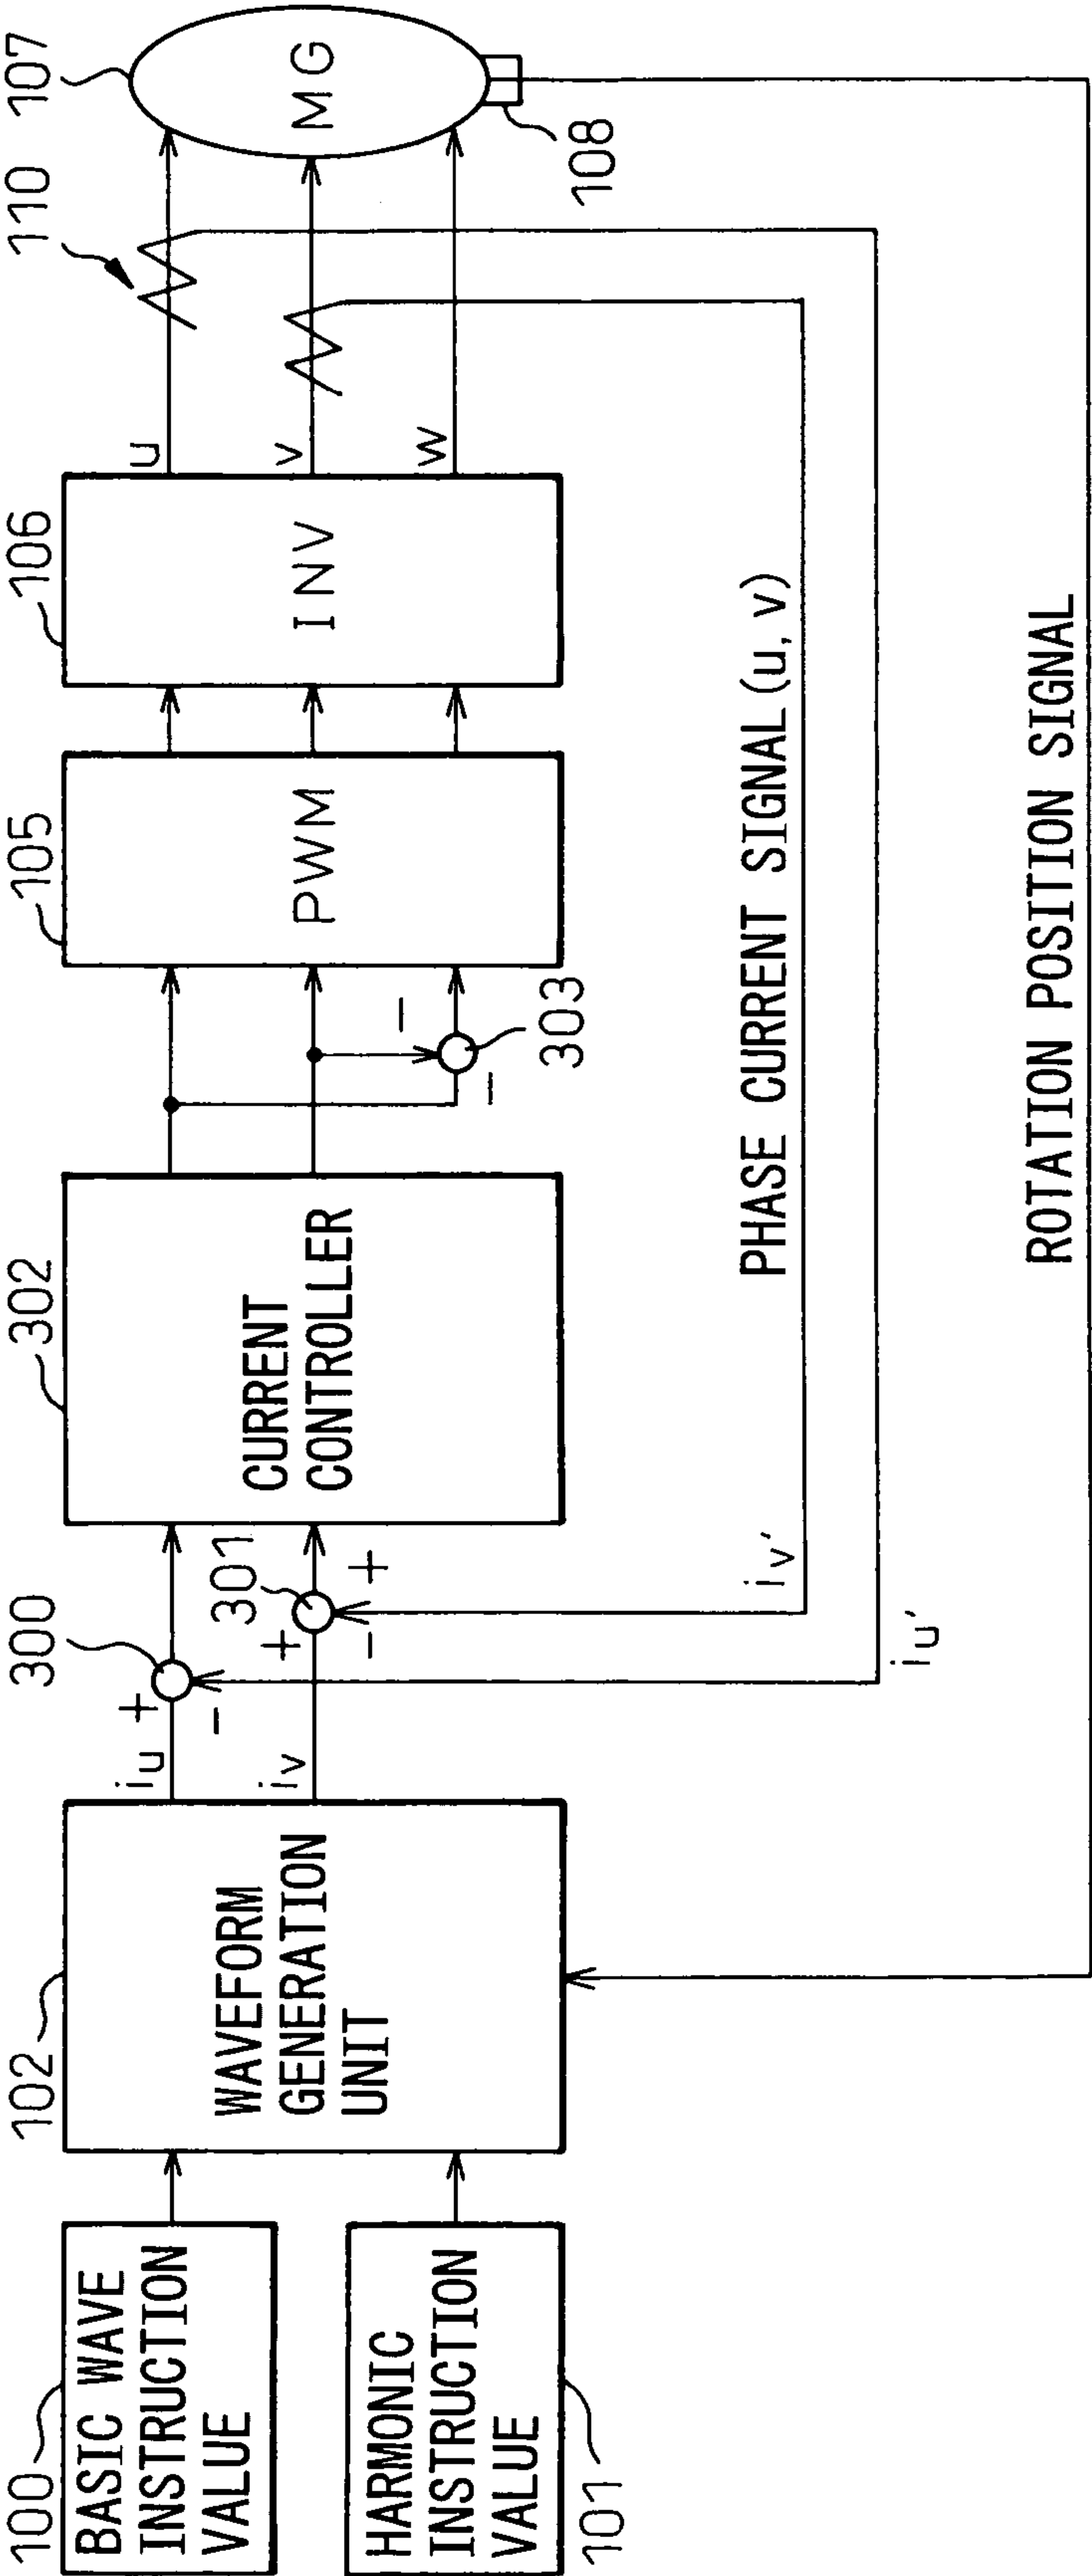 100
BASIC WAVE
INSTRUCTION
VALUE
HARMONIC
INSTRUCTION
VALUE
101
102
WAVEFORM
GENERATION
UNIT
iu
iv
300
+
-
301
+
-
+
302
CURRENT
CONTROLLER
-
-
303
105
PWM
106
INV
u
v
w
110
107
MG
108
iv'
iu'
PHASE CURRENT SIGNAL (u, v)
ROTATION POSITION SIGNAL